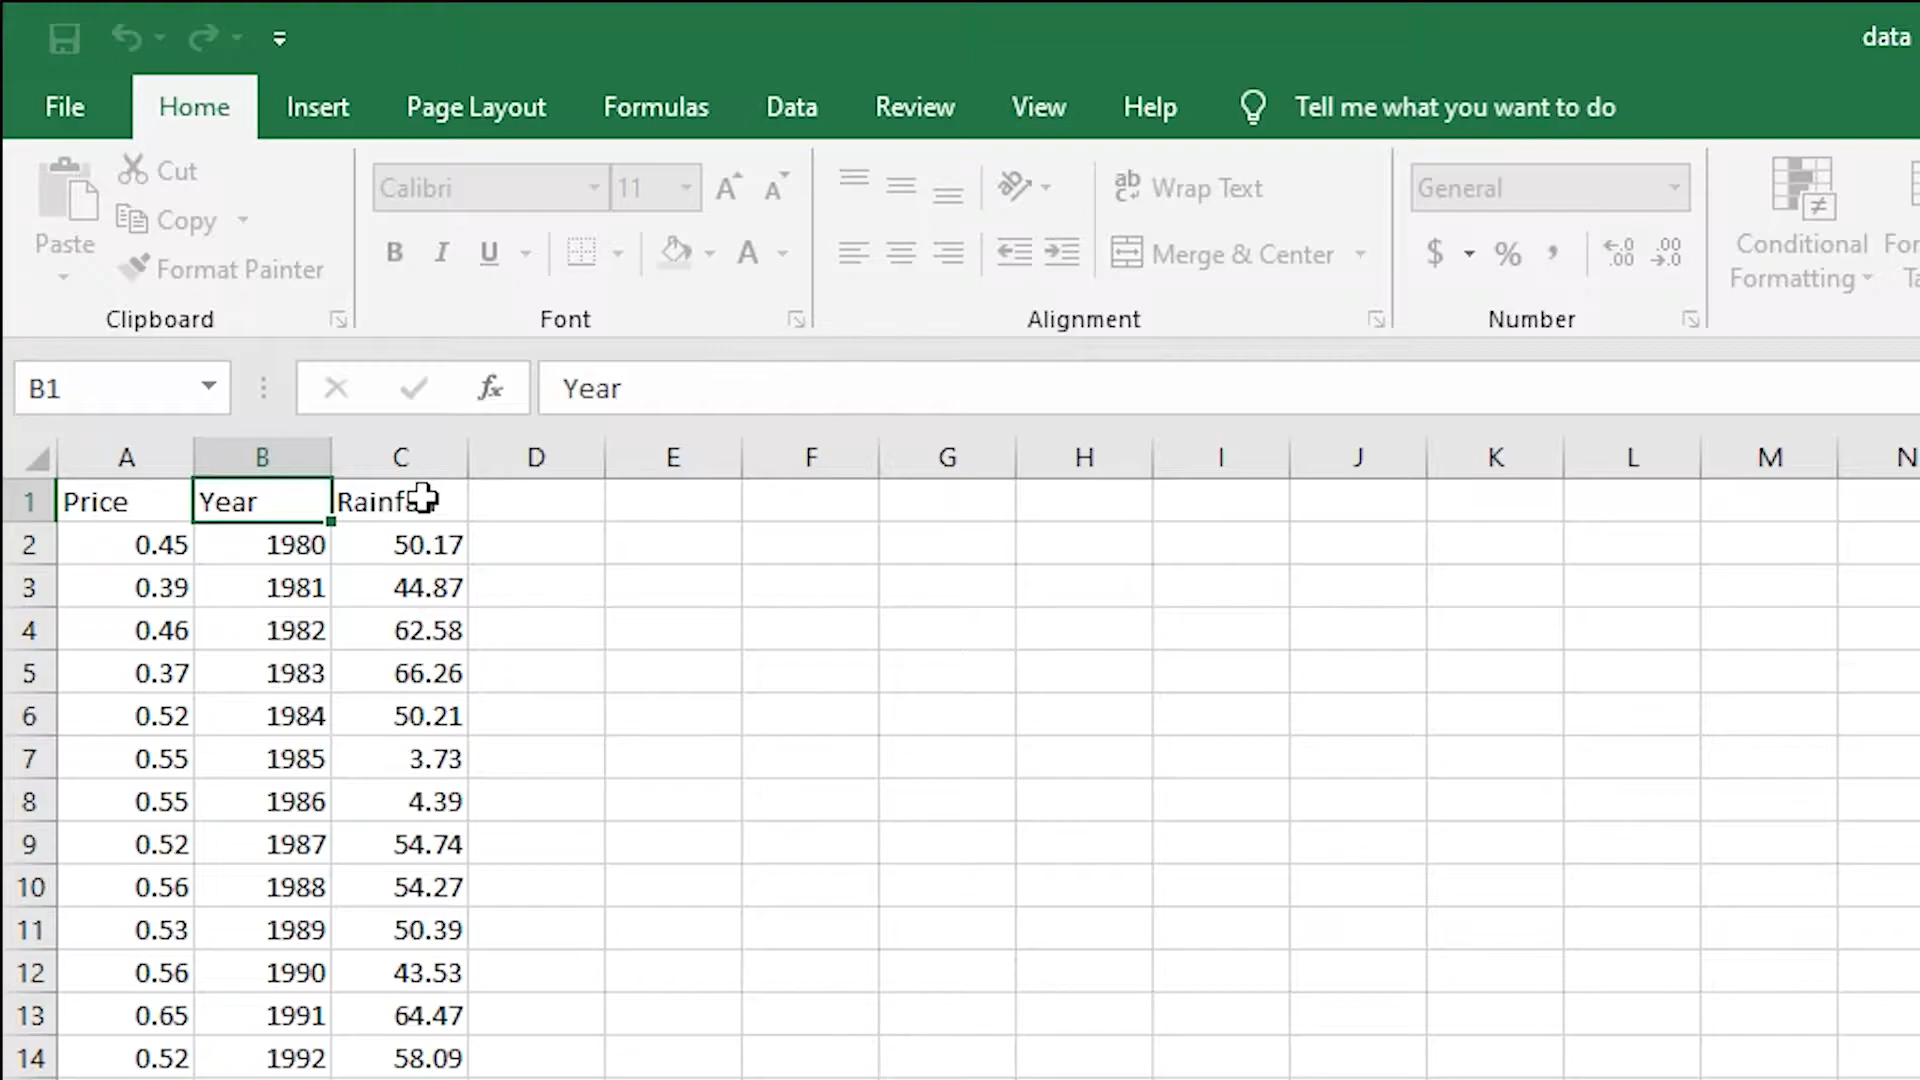 data
File Home Insert Page Layout Formulas Data Review View Help Tell me what you want to do
Cut
Calibri 11 A A
Wrap Text
General
Copy
Paste
B I U A
Merge & Center
$ % ,
Conditional
Format Painter
Formatting
Clipboard Font Alignment Number
B1 fx Year
A B C D E F G H I J K L M N
1 Price Year
2 0.45 1980 50.17
3 0.39 1981 44.87
4 0.46 1982 62.58
5 0.37 1983 66.26
6 0.52 1984 50.21
7 0.55 1985 3.73
8 0.55 1986 4.39
9 0.52 1987 54.74
10 0.56 1988 54.27
11 0.53 1989 50.39
12 0.56 1990 43.53
13 0.65 1991 64.47
14 0.52 1992 58.09